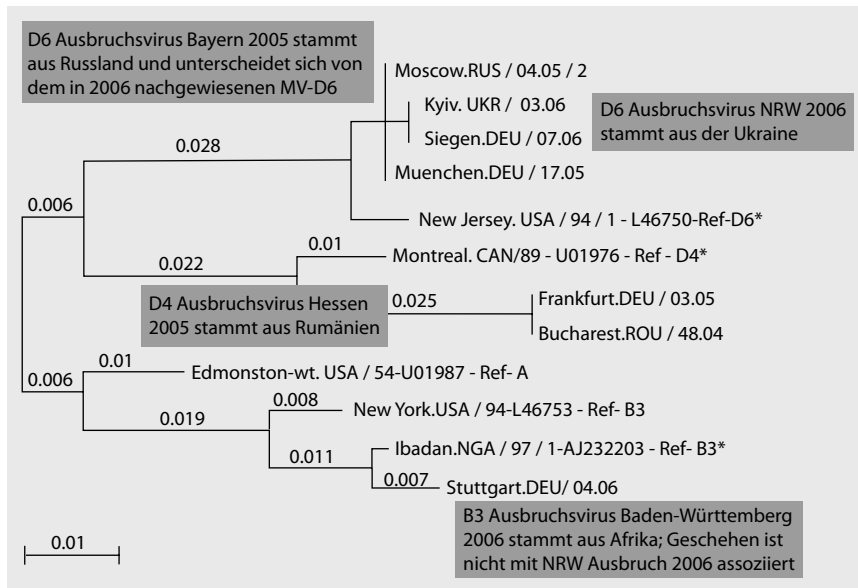 D6 Ausbruchsvirus Bayern 2005 stammt
aus Russland und unterscheidet sich von
dem in 2006 nachgewiesenen MV-D6
Moscow.RUS / 04.05 / 2
Kyiv. UKR / 03.06
D6 Ausbruchsvirus NRW 2006
stammt aus der Ukraine
Siegen.DEU / 07.06
0.028
Muenchen.DEU / 17.05
0.006
New Jersey. USA / 94 / 1 - L46750-Ref-D6*
0.01
Montreal. CAN/89 - U01976 - Ref - D4*
0.022
D4 Ausbruchsvirus Hessen
2005 stammt aus Rumänien
0.025
Frankfurt.DEU / 03.05
Bucharest.ROU / 48.04
0.01
Edmonston-wt. USA / 54-U01987 - Ref- A
0.006
0.008
New York.USA / 94-L46753 - Ref- B3
0.019
Ibadan.NGA / 97 / 1-AJ232203 - Ref- B3*
0.011
0.007
Stuttgart.DEU/ 04.06
B3 Ausbruchsvirus Baden-Württemberg
2006 stammt aus Afrika; Geschehen ist
nicht mit NRW Ausbruch 2006 assoziiert
0.01